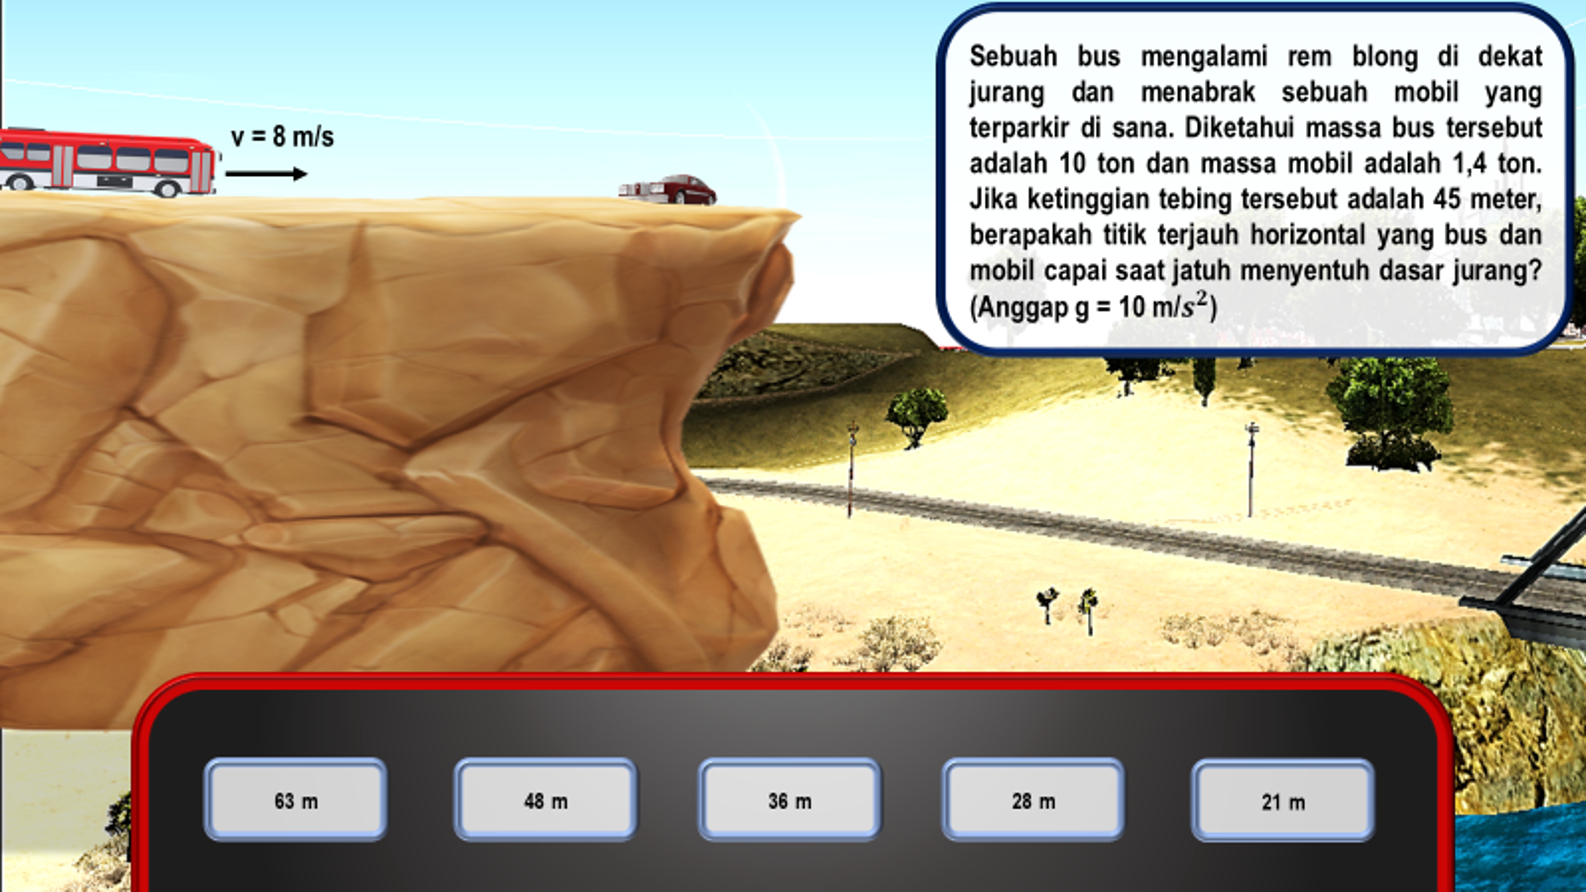 v = 8 m/s
Sebuah bus mengalami rem blong di dekat
jurang dan menabrak sebuah mobil yang
terparkir di sana. Diketahui massa bus tersebut
adalah 10 ton dan massa mobil adalah 1,4 ton.
Jika ketinggian tebing tersebut adalah 45 meter,
berapakah titik terjauh horizontal yang bus dan
mobil capai saat jatuh menyentuh dasar jurang?
(Anggap g = 10 m/s²)
63 m
48 m
36 m
28 m
21 m